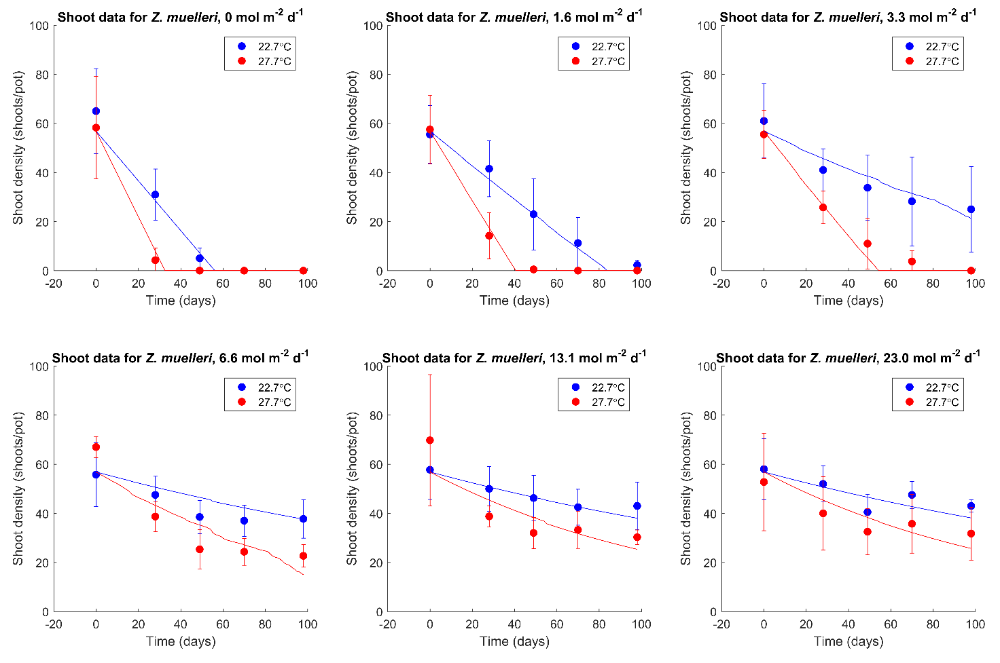 Shoot data for Z. muelleri, 0 mol m-2 d-1
100
80
60
40
20
0
Shoot density (shoots/pot)
22.7°C
27.7°C
-20 0 20 40 60 80 100
Time (days)
Shoot data for Z. muelleri, 1.6 mol m-2 d-1
100
80
60
40
20
0
Shoot density (shoots/pot)
22.7°C
27.7°C
-20 0 20 40 60 80 100
Time (days)
Shoot data for Z. muelleri, 3.3 mol m-2 d-1
100
80
60
40
20
0
Shoot density (shoots/pot)
22.7°C
27.7°C
-20 0 20 40 60 80 100
Time (days)
Shoot data for Z. muelleri, 6.6 mol m-2 d-1
100
80
60
40
20
0
Shoot density (shoots/pot)
22.7°C
27.7°C
-20 0 20 40 60 80 100
Time (days)
Shoot data for Z. muelleri, 13.1 mol m-2 d-1
100
80
60
40
20
0
Shoot density (shoots/pot)
22.7°C
27.7°C
-20 0 20 40 60 80 100
Time (days)
Shoot data for Z. muelleri, 23.0 mol m-2 d-1
100
80
60
40
20
0
Shoot density (shoots/pot)
22.7°C
27.7°C
-20 0 20 40 60 80 100
Time (days)